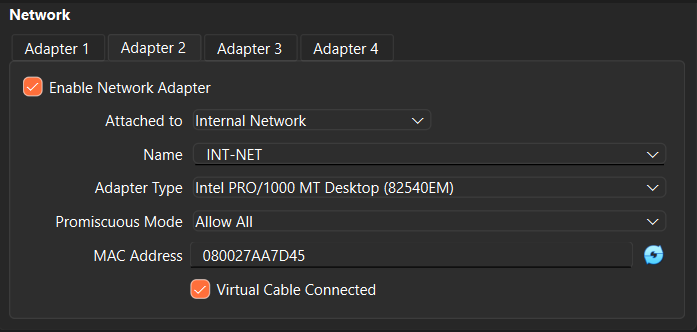 Network
Adapter 1 Adapter 2 Adapter 3 Adapter 4
Enable Network Adapter
Attached to Internal Network
Name INT-NET
Adapter Type Intel PRO/1000 MT Desktop (82540EM)
Promiscuous Mode Allow All
MAC Address 080027AA7D45
Virtual Cable Connected